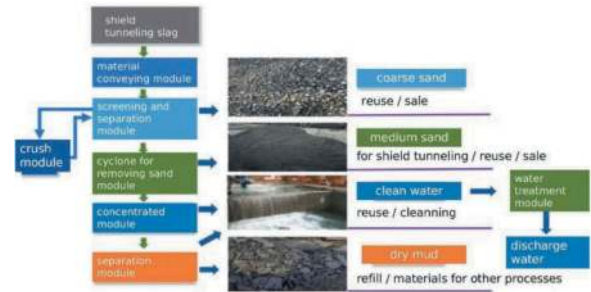 shield
tunneling slag
material
conveying module
coarse sand
reuse / sale
screening and
separation
module
crush
module
medium sand
for shield tunneling / reuse / sale
cyclone for
removing sand
module
clean water
reuse / cleanning
water
treatment
module
concentrated
module
discharge
water
separation
module
dry mud
refill / materials for other processes